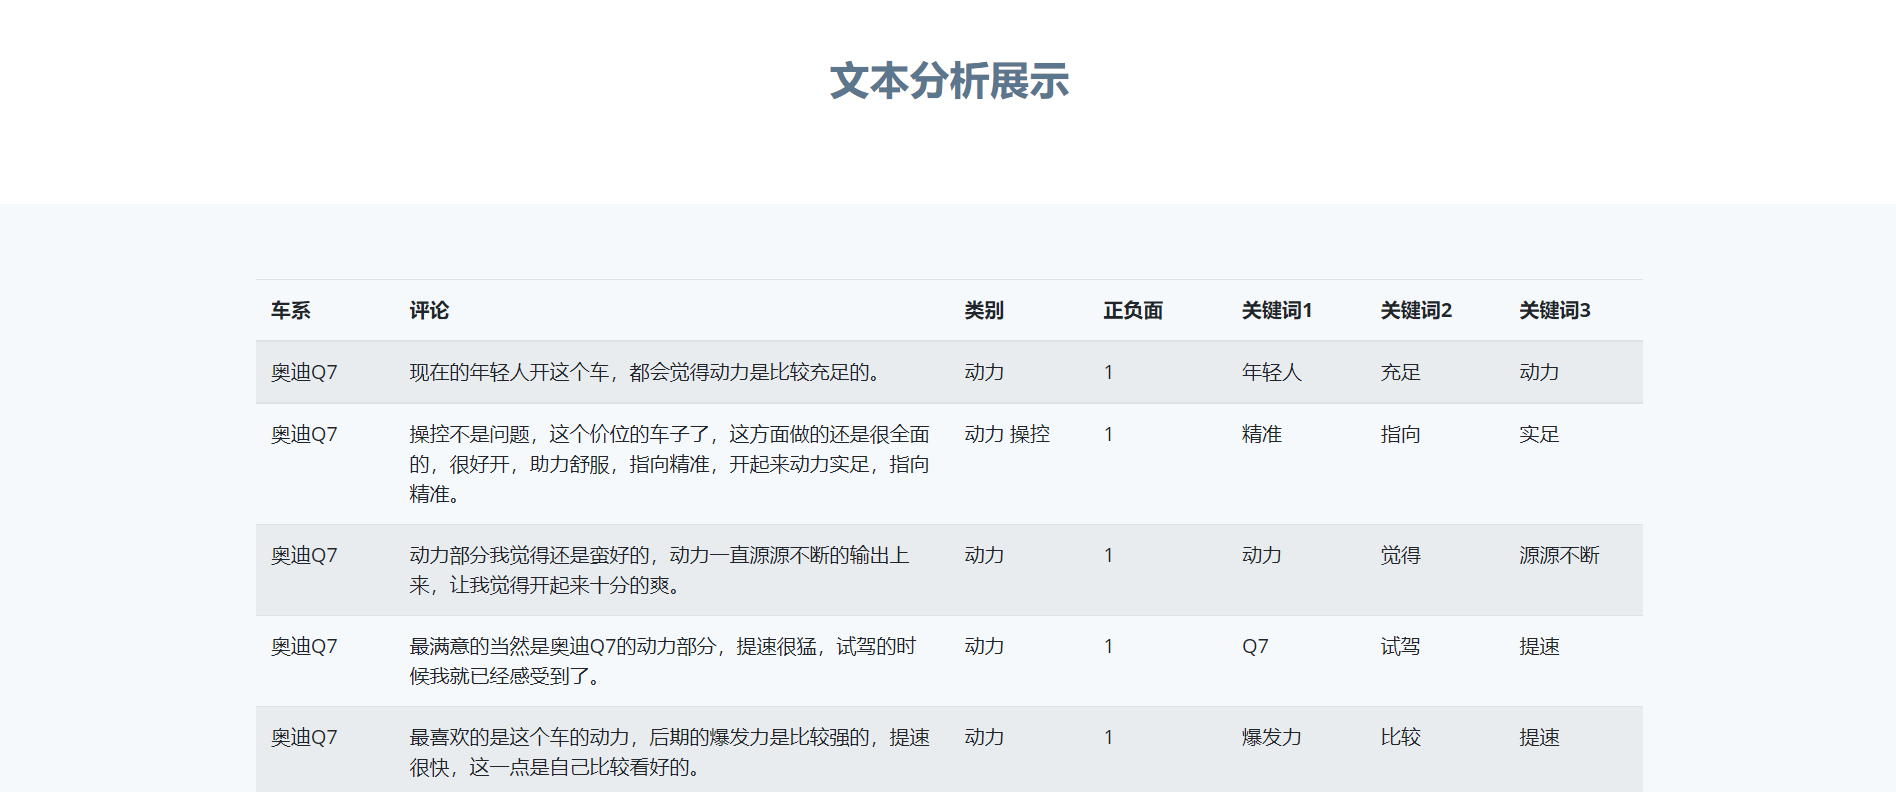 文本分析展示
车系 评论 类别 正负面 关键词1 关键词2 关键词3
奥迪Q7 现在的年轻人开这个车，都会觉得动力是比较充足的。 动力 1 年轻人 充足 动力
奥迪Q7 操控不是问题，这个价位的车子了，这方面做的还是很全面 动力 操控 1 精准 指向 实足
的，很好开，助力舒服，指向精准，开起来动力实足，指向
精准。
奥迪Q7 动力部分我觉得还是蛮好的，动力一直源源不断的输出上 动力 1 动力 觉得 源源不断
来，让我觉得开起来十分的爽。
奥迪Q7 最满意的当然是奥迪Q7的动力部分，提速很猛，试驾的时 动力 1 Q7 试驾 提速
候我就已经感受到了。
奥迪Q7 最喜欢的是这个车的动力，后期的爆发力是比较强的，提速 动力 1 爆发力 比较 提速
很快，这一点是自己比较看好的。